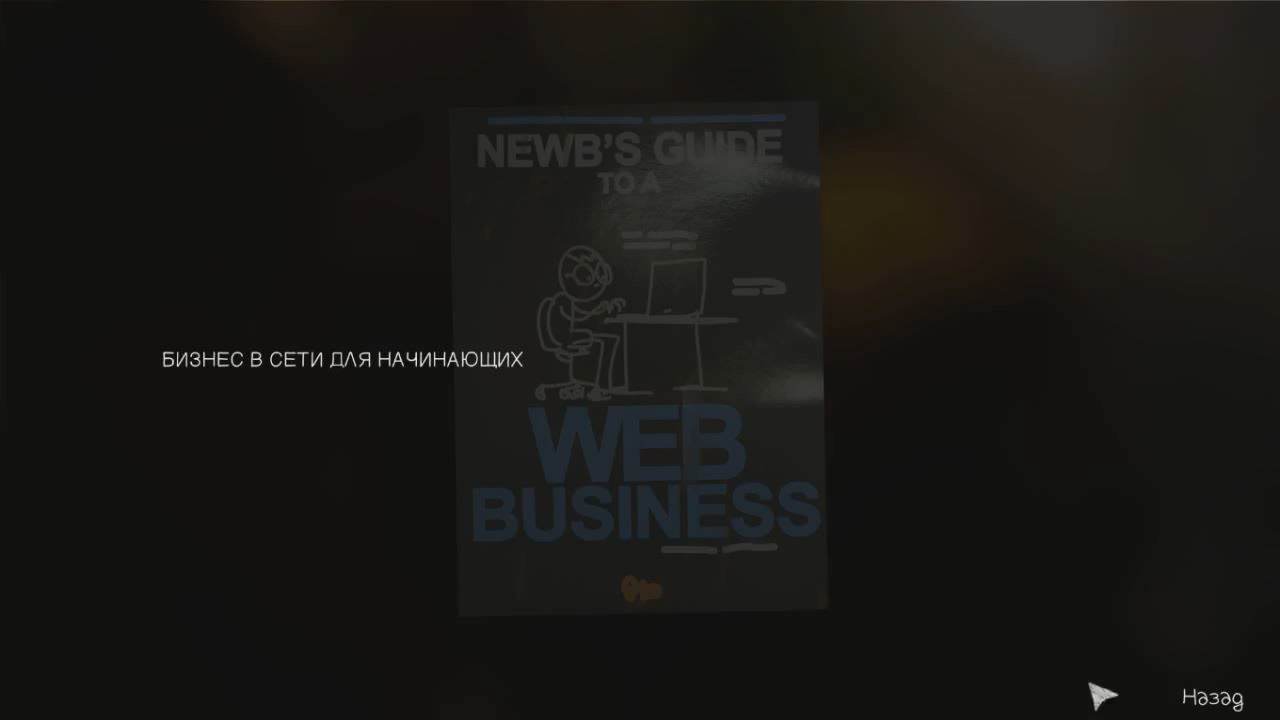 NEWB'S GUIDE
TO A
БИЗНЕС В СЕТИ ДЛЯ НАЧИНАЮЩИХ
WEB
BUSINESS
Назад